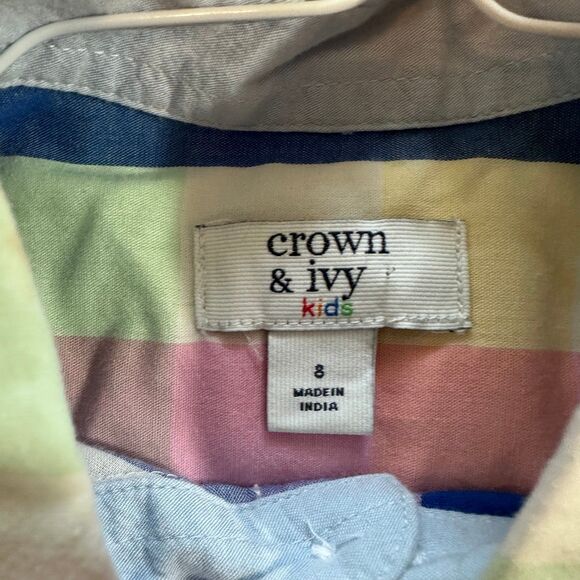 crown
& ivy
kids
8
MADE IN
INDIA